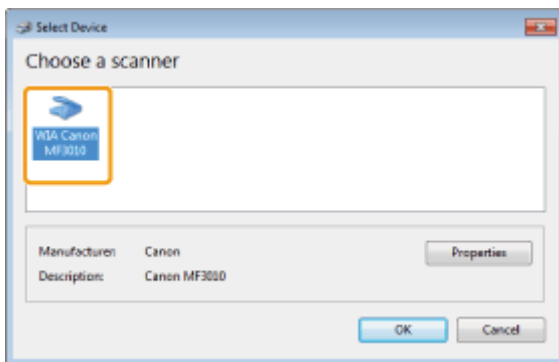 Select Device
Choose a scanner
WIA Canon
MF3010
Manufacturer: Canon
Properties
Description: Canon MF3010
OK
Cancel